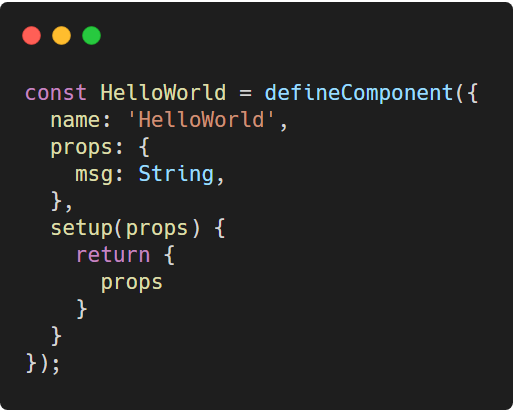 const HelloWorld = defineComponent({
  name: 'HelloWorld',
  props: {
    msg: String,
  },
  setup(props) {
    return {
      props
    }
  }
});